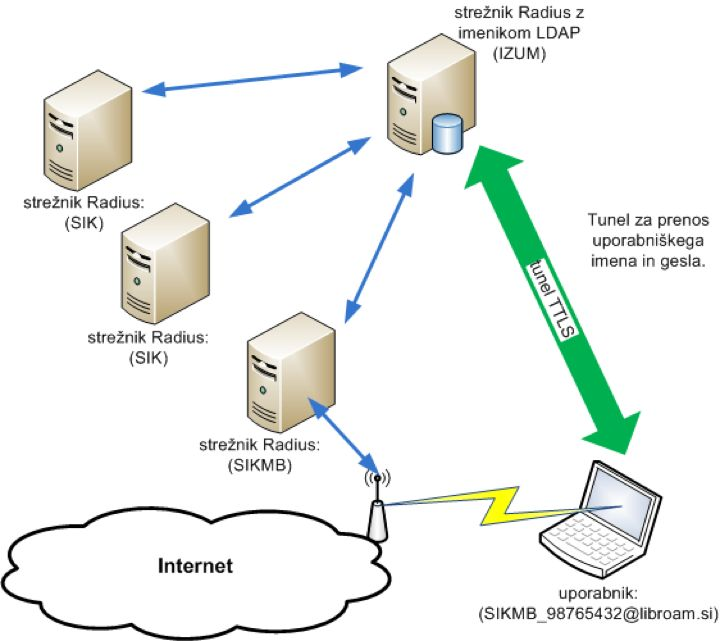 strežnik Radius z
imenikom LDAP
(IZUM)
strežnik Radius:
(SIK)
Tunel za prenos
uporabniškega
imena in gesla.
tunel TTLS
strežnik Radius:
(SIK)
strežnik Radius:
(SIKMB)
Internet
uporabnik:
(SIKMB_98765432@libroam.si)